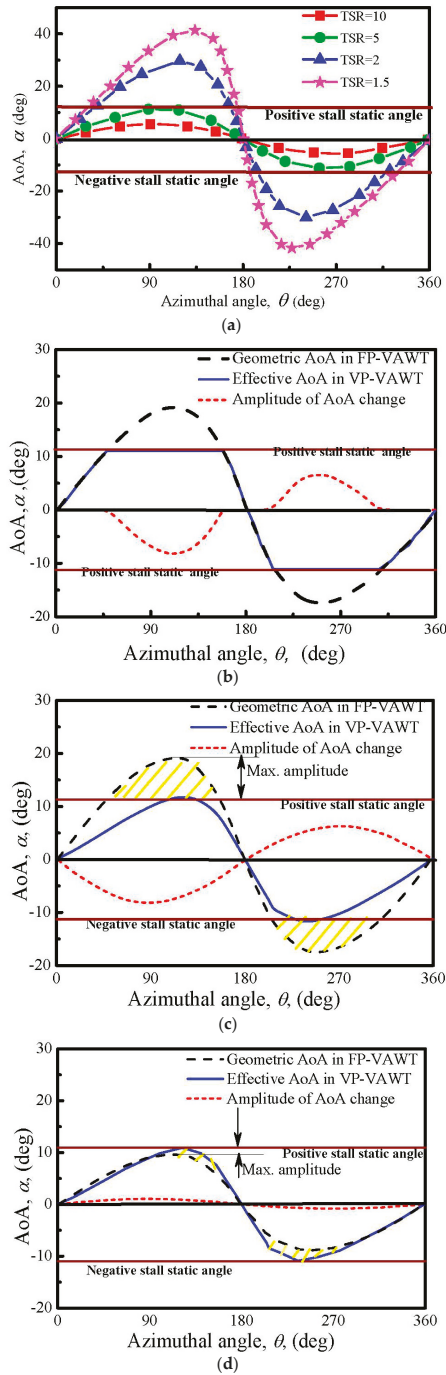 TSR=10
TSR=5
TSR=2
TSR=1.5
40
20
0
-20
-40
AoA, α (deg)
Positive stall static angle
Negative stall static angle
0 90 180 270 360
Azimuthal angle, θ (deg)
(a)
30
20
10
0
-10
-20
AoA,α ,(deg)
Geometric AoA in FP-VAWT
Effective AoA in VP-VAWT
Amplitude of AoA change
Positive stall static angle
Positive stall static angle
0 90 180 270 360
Azimuthal angle, θ, (deg)
(b)
30
20
10
0
-10
-20
AoA, α, (deg)
Geometric AoA in FP-VAWT
Effective AoA in VP-VAWT
Amplitude of AoA change
Max. amplitude
Positive stall static angle
Negative stall static angle
0 90 180 270 360
Azimuthal angle, θ, (deg)
(c)
30
20
10
0
-10
-20
AoA, α, (deg)
Geometric AoA in FP-VAWT
Effective AoA in VP-VAWT
Amplitude of AoA change
Positive stall static angle
Max. amplitude
Negative stall static angle
0 90 180 270 360
Azimuthal angle, θ, (deg)
(d)